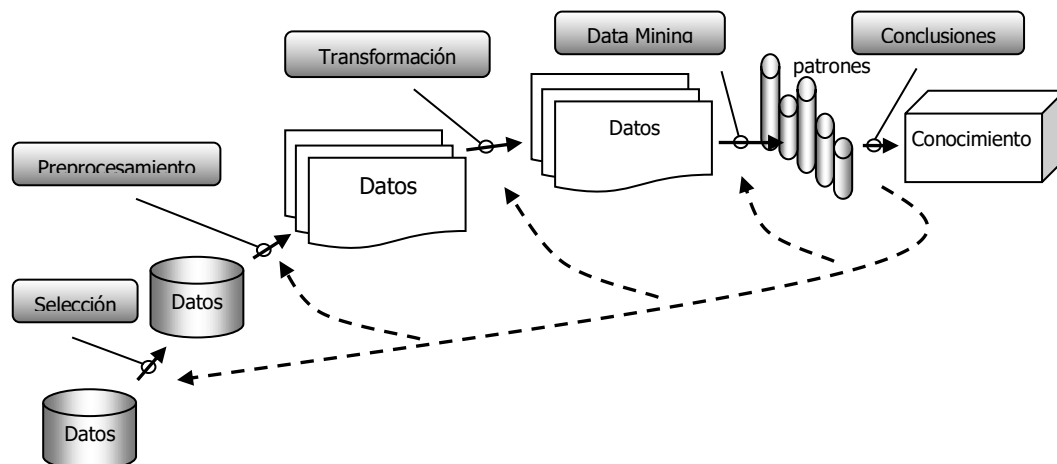 Data Mining
Conclusiones
Transformación
patrones
Datos
Conocimiento
Preprocesamiento
Datos
Selección
Datos
Datos